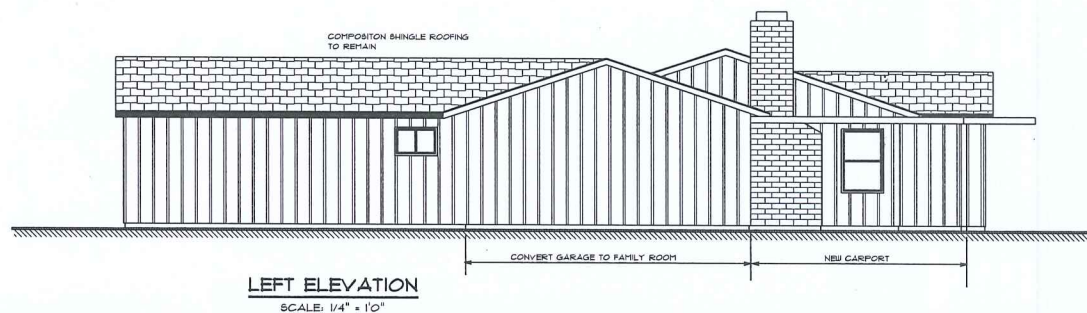 COMPOSITON SHINGLE ROOFING
TO REMAIN
CONVERT GARAGE TO FAMILY ROOM
NEW CARPORT
LEFT ELEVATION
SCALE: 1/4" = 1'0"